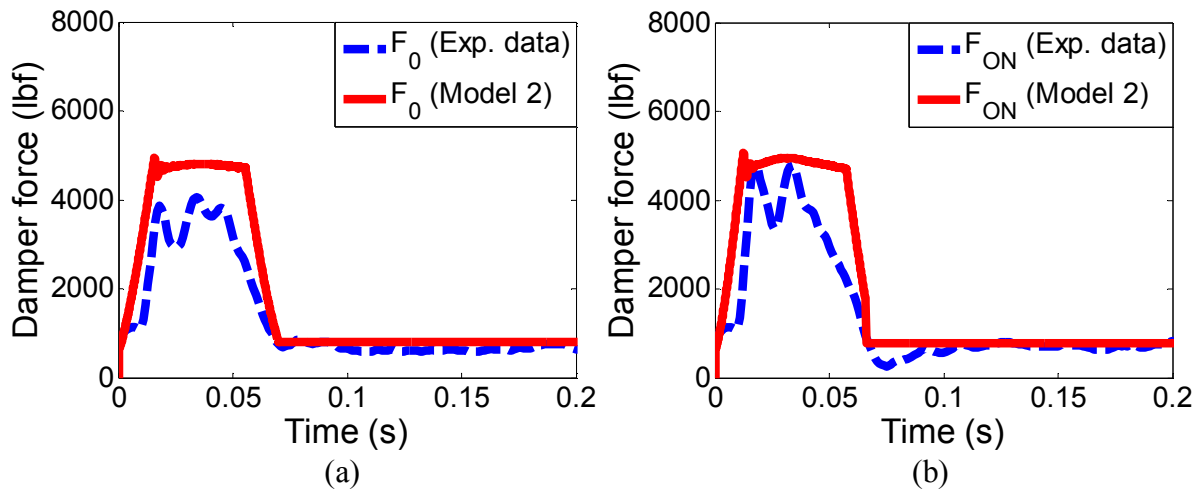 8000
6000
4000
2000
0
Damper force (lbf)
F0 (Exp. data)
F0 (Model 2)
0 0.05 0.1 0.15 0.2
Time (s)
(a)
8000
6000
4000
2000
0
Damper force (lbf)
FON (Exp. data)
FON (Model 2)
0 0.05 0.1 0.15 0.2
Time (s)
(b)